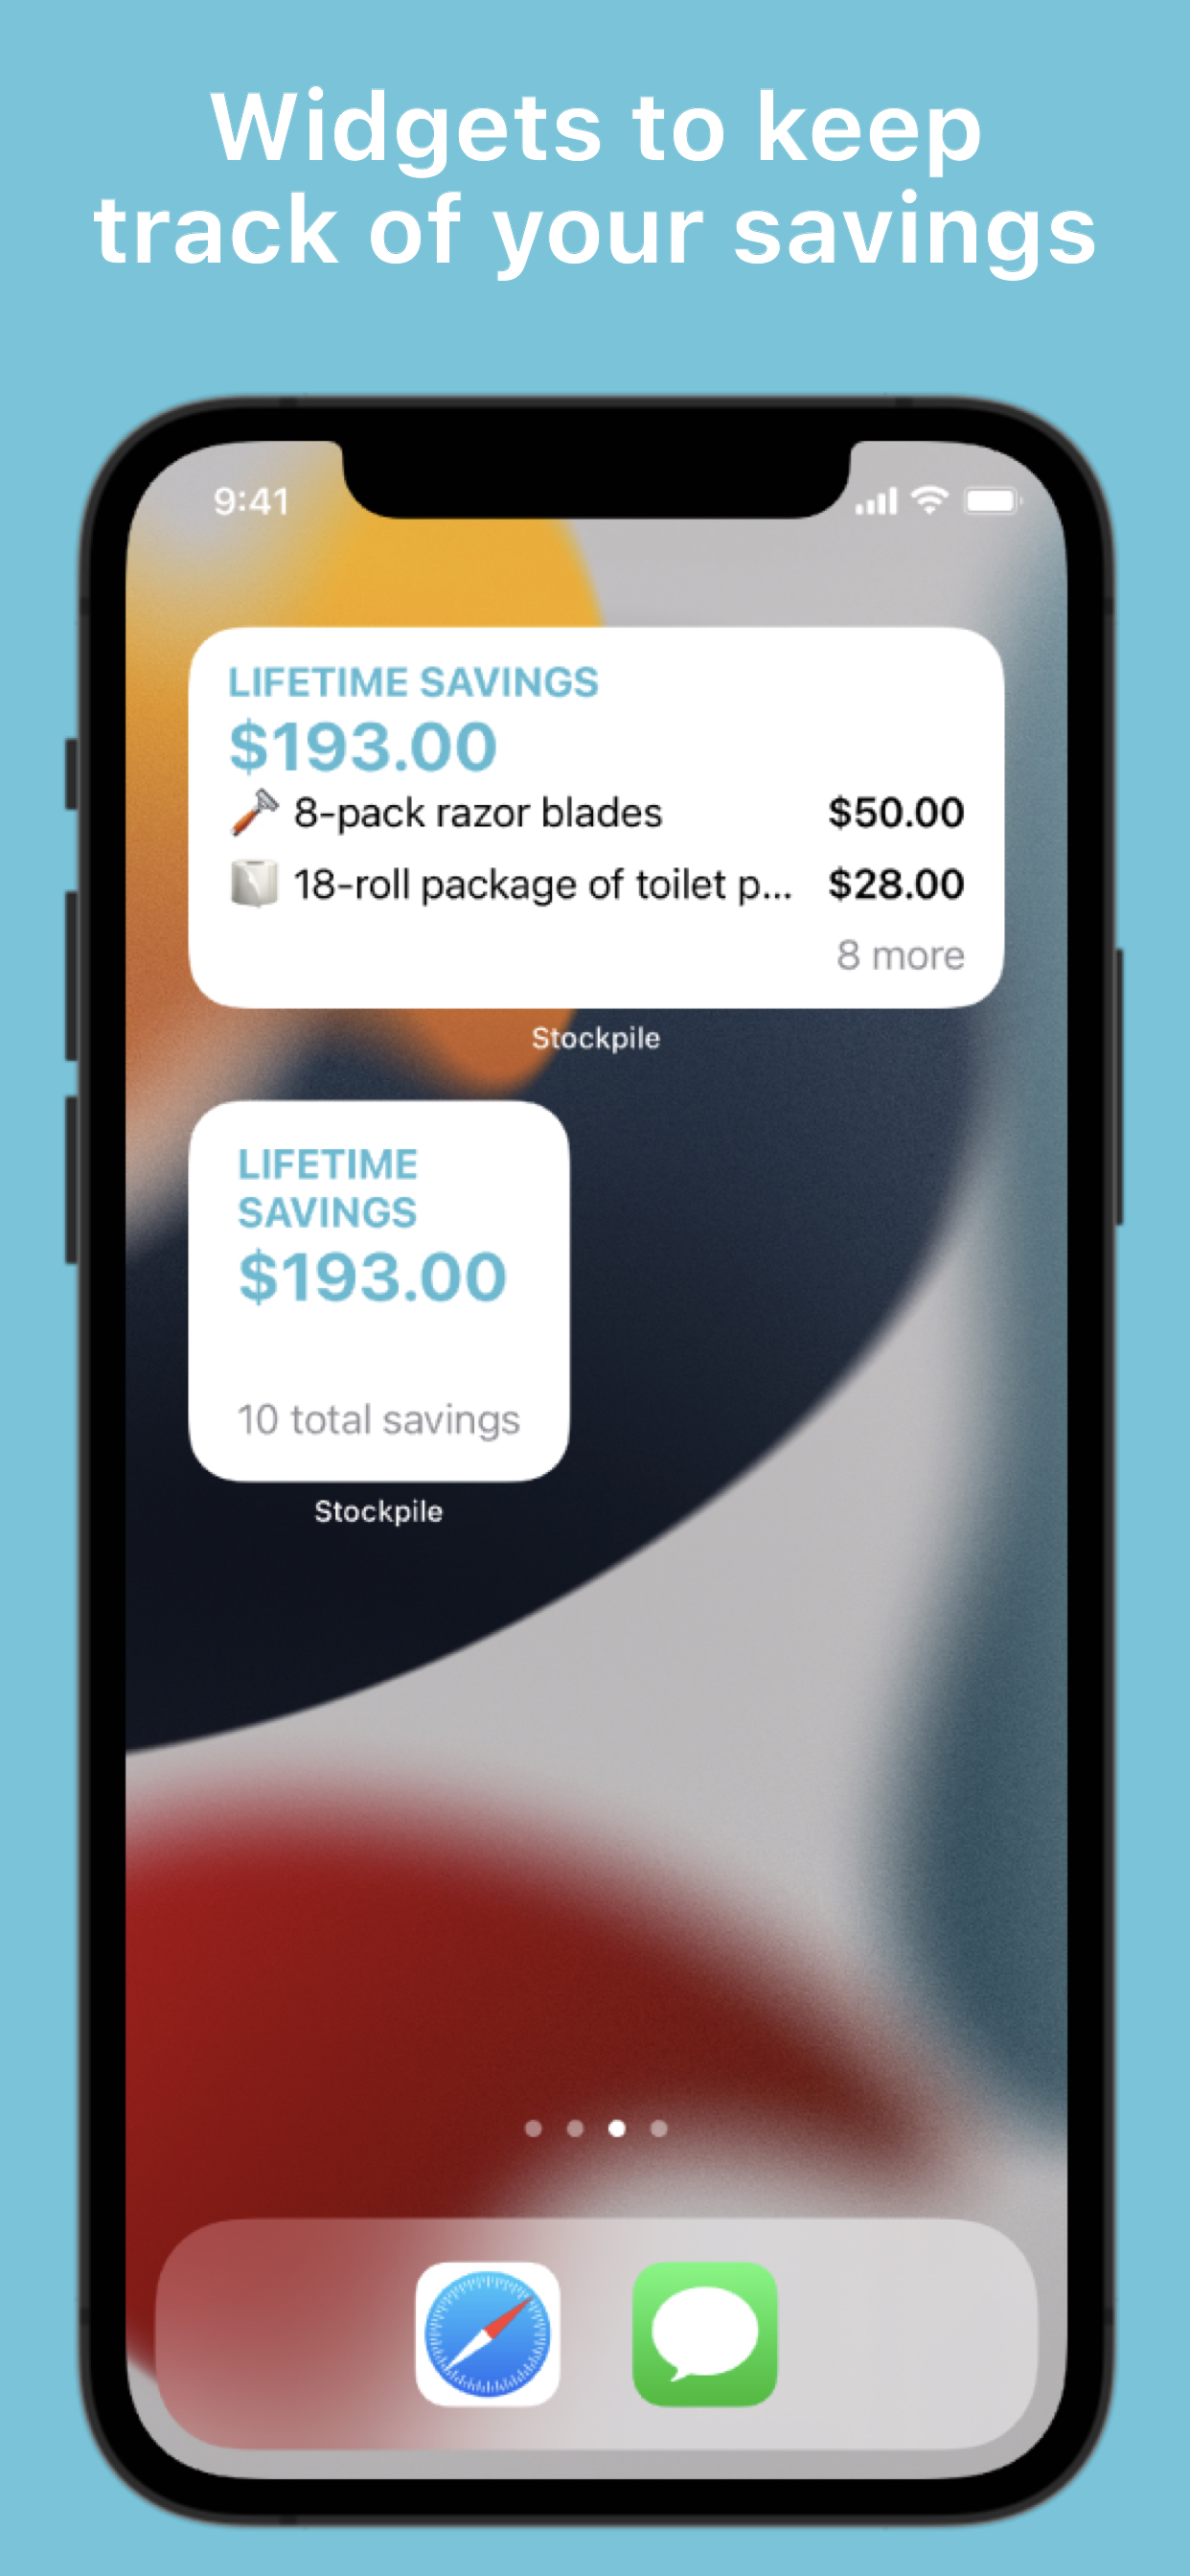 Widgets to keep
track of your savings
9:41
LIFETIME SAVINGS
$193.00
8-pack razor blades $50.00
18-roll package of toilet p... $28.00
8 more
Stockpile
LIFETIME
SAVINGS
$193.00
10 total savings
Stockpile